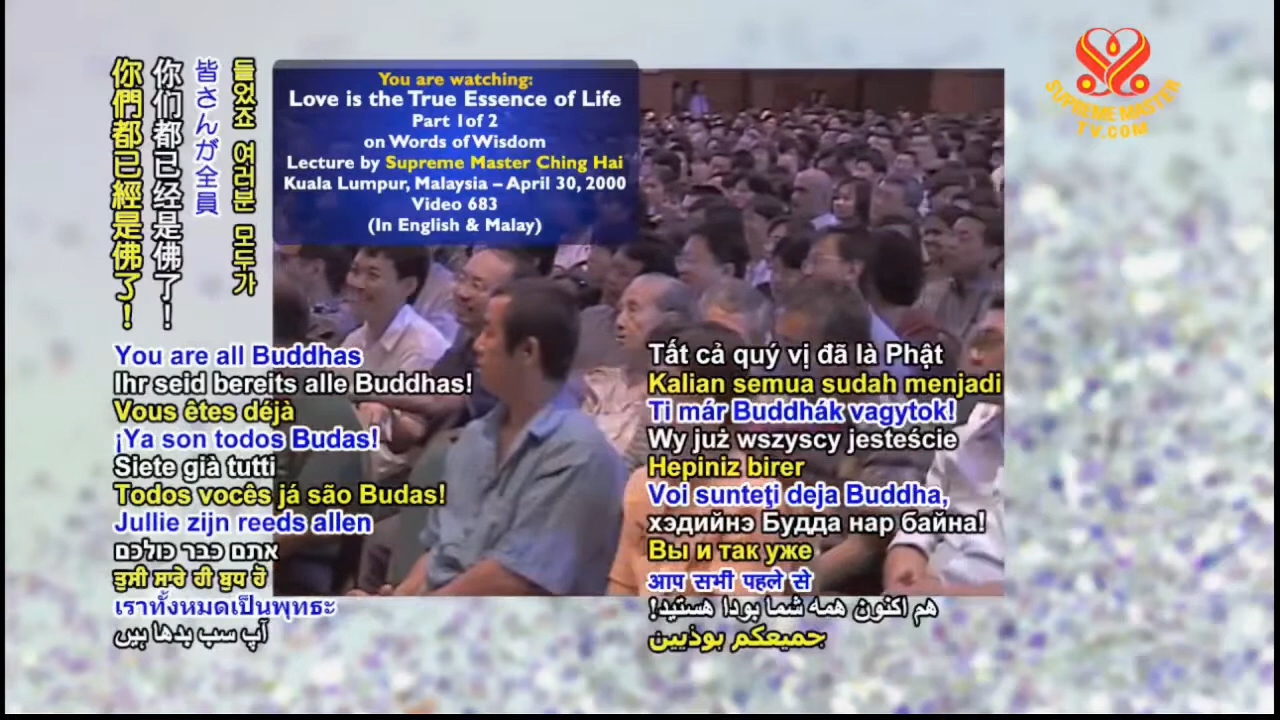 You are watching:
Love is the True Essence of Life
Part 1 of 2
on Words of Wisdom
Lecture by Supreme Master Ching Hai
Kuala Lumpur, Malaysia – April 30, 2000
Video 683
(In English & Malay)
SUPREME MASTER
TV.COM
들었죠 여러분 모두가
皆さんが全員
你们都已经是佛了！
你們都已經是佛了！
You are all Buddhas
Ihr seid bereits alle Buddhas!
Vous êtes déjà
¡Ya son todos Budas!
Siete già tutti
Todos vocês já são Budas!
Jullie zijn reeds allen
אתם כבר כולכם
ਤੁਸੀ ਸਾਰੇ ਹੀ ਬੁਧ ਹੋ
เราทั้งหมดเป็นพุทธะ
آپ سب بدھا ہیں
Tất cả quý vị đã là Phật
Kalian semua sudah menjadi
Ti már Buddhák vagytok!
Wy już wszyscy jesteście
Hepiniz birer
Voi sunteţi deja Buddha,
хэдийнэ Будда нар байна!
Вы и так уже
आप सभी पहले से
هم اکنون همه شما بودا هستید!
جميعكم بوذيين